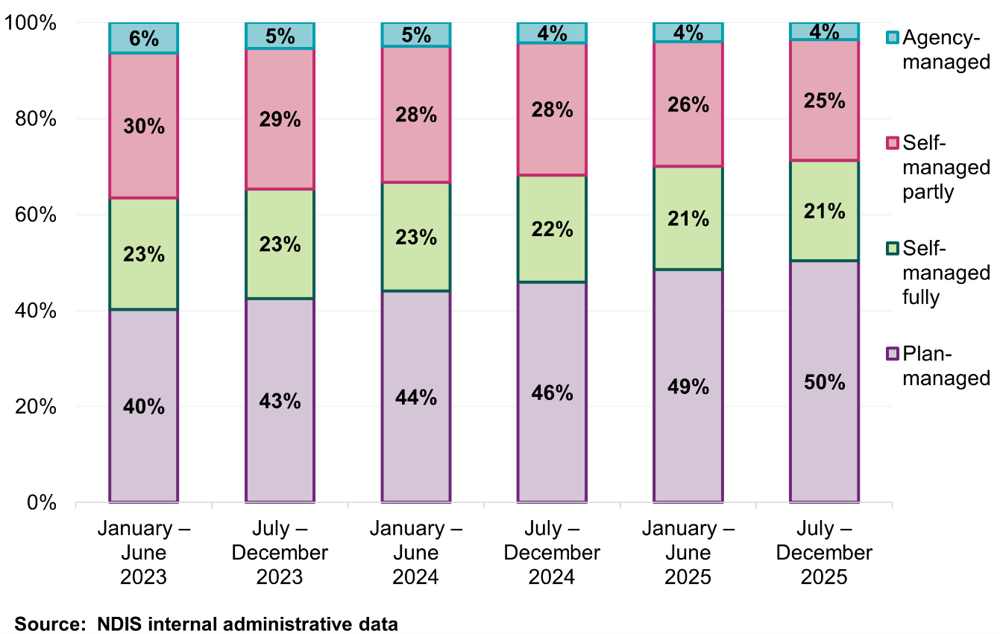 100%
80%
60%
40%
20%
0%
6%
5%
5%
4%
4%
4%
30%
29%
28%
28%
26%
25%
23%
23%
23%
22%
21%
21%
40%
43%
44%
46%
49%
50%
January –
June
2023
July –
December
2023
January –
June
2024
July –
December
2024
January –
June
2025
July –
December
2025
Agency-
managed
Self-
managed
partly
Self-
managed
fully
Plan-
managed
Source:  NDIS internal administrative data